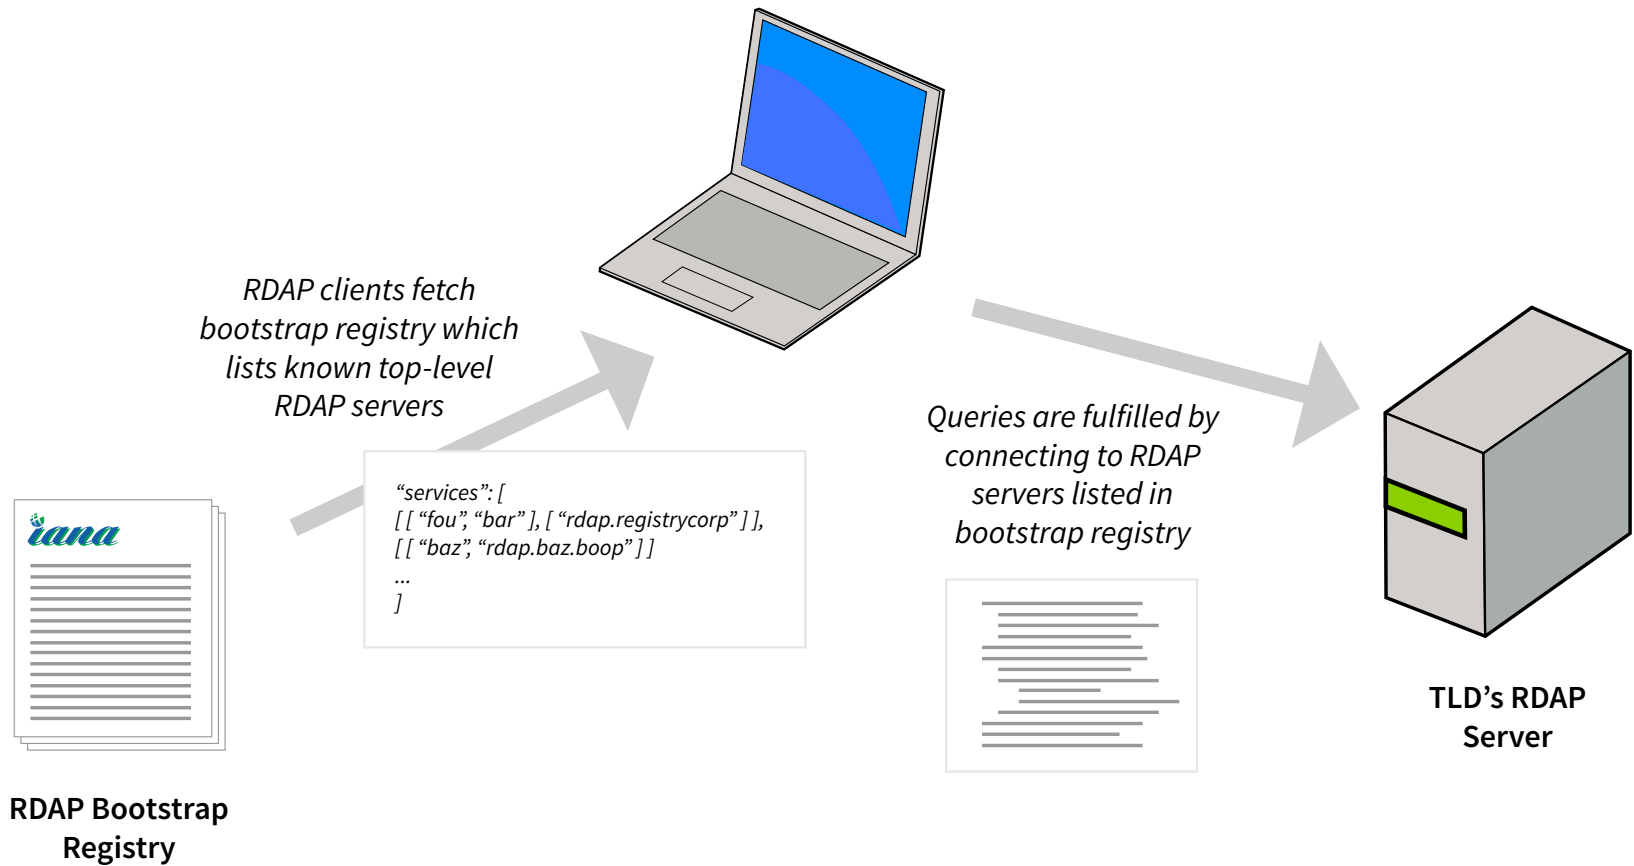 RDAP clients fetch
bootstrap registry which
lists known top-level
RDAP servers
“services”: [
[ [ “fou”, “bar” ], [ “rdap.registrycorp” ] ],
[ [ “baz”, “rdap.baz.boop” ] ]
...
]
Queries are fulfilled by
connecting to RDAP
servers listed in
bootstrap registry
iana
RDAP Bootstrap
Registry
TLD’s RDAP
Server